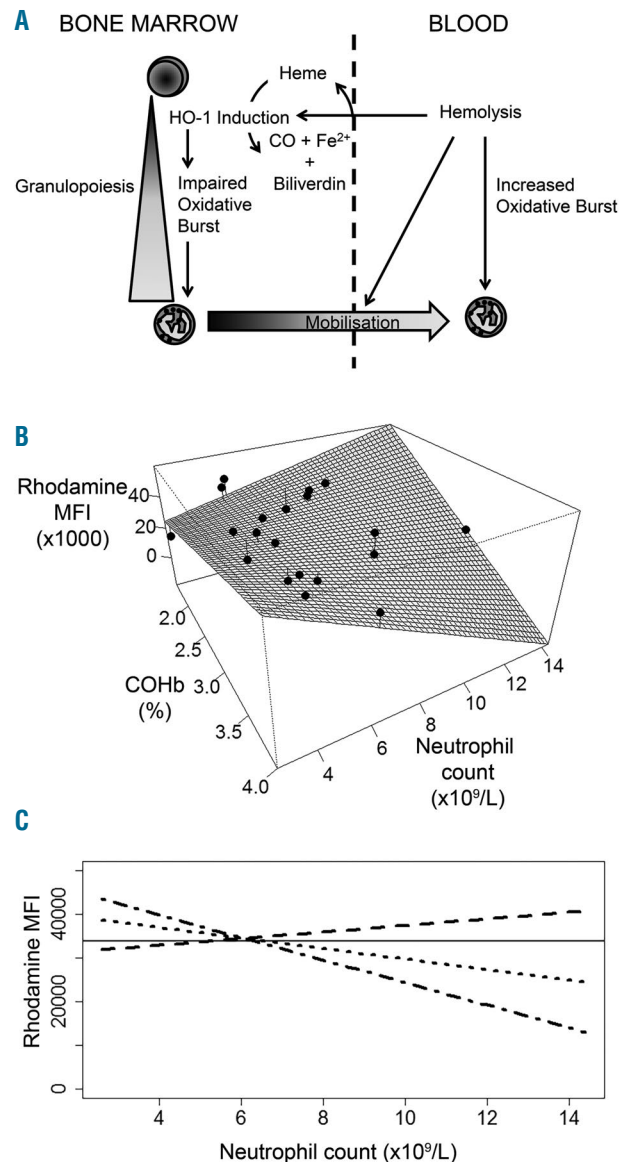 A
BONE MARROW
BLOOD
Heme
HO-1 Induction
Hemolysis
CO + Fe²⁺
+
Biliverdin
Granulopoiesis
Impaired
Oxidative
Burst
Increased
Oxidative Burst
Mobilisation
B
Rhodamine
MFI
(x1000)
40
20
0
2.0
2.5
3.0
3.5
4.0
COHb
(%)
4
6
8
10
12
14
Neutrophil
count
(x10⁹/L)
C
Rhodamine MFI
40000
20000
0
4
6
8
10
12
14
Neutrophil count (x10⁹/L)